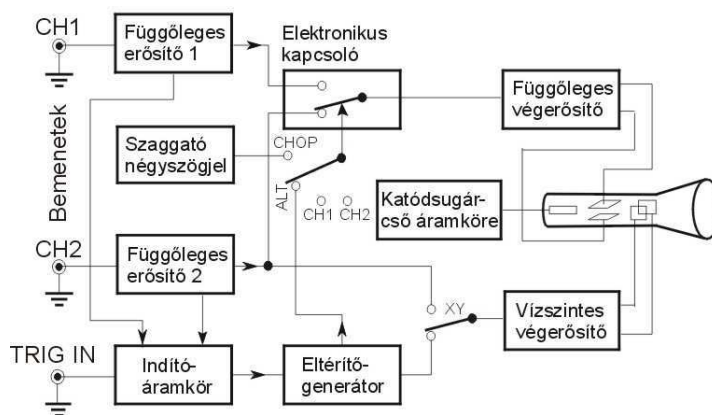 CH1
Függőleges
erősítő 1
Elektronikus
kapcsoló
Függőleges
végerősítő
Bemenetek
Szaggató
négyszögjel
CHOP
ALT
CH1
CH2
Katódsugár-
cső áramköre
CH2
Függőleges
erősítő 2
XY
Vízszintes
végerősítő
TRIG IN
Indító-
áramkör
Eltérítő-
generátor